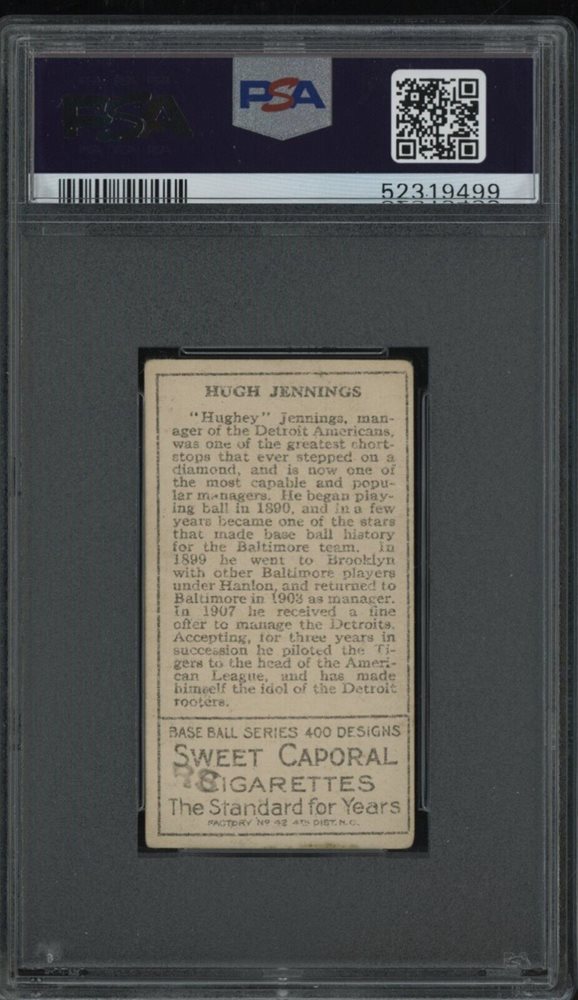 PSA
PSA
52319499
HUGH JENNINGS
"Hughey" Jennings, man-
ager of the Detroit Americans,
was one of the greatest short-
stops that ever stepped on a
diamond, and is now one of
the most capable and popu-
lar managers. He began play-
ing ball in 1890, and in a few
years became one of the stars
that made base ball history
for the Baltimore team. In
1899 he went to Brooklyn
with other Baltimore players
under Hanlon, and returned to
Baltimore in 1903 as manager.
In 1907 he received a fine
offer to manage the Detroits.
Accepting, for three years in
succession he piloted the Ti-
gers to the head of the Ameri-
can League, and has made
himself the idol of the Detroit
rooters.
BASE BALL SERIES 400 DESIGNS
SWEET CAPORAL
CIGARETTES
The Standard for Years
FACTORY Nº 42 4TH DIST. N.C.